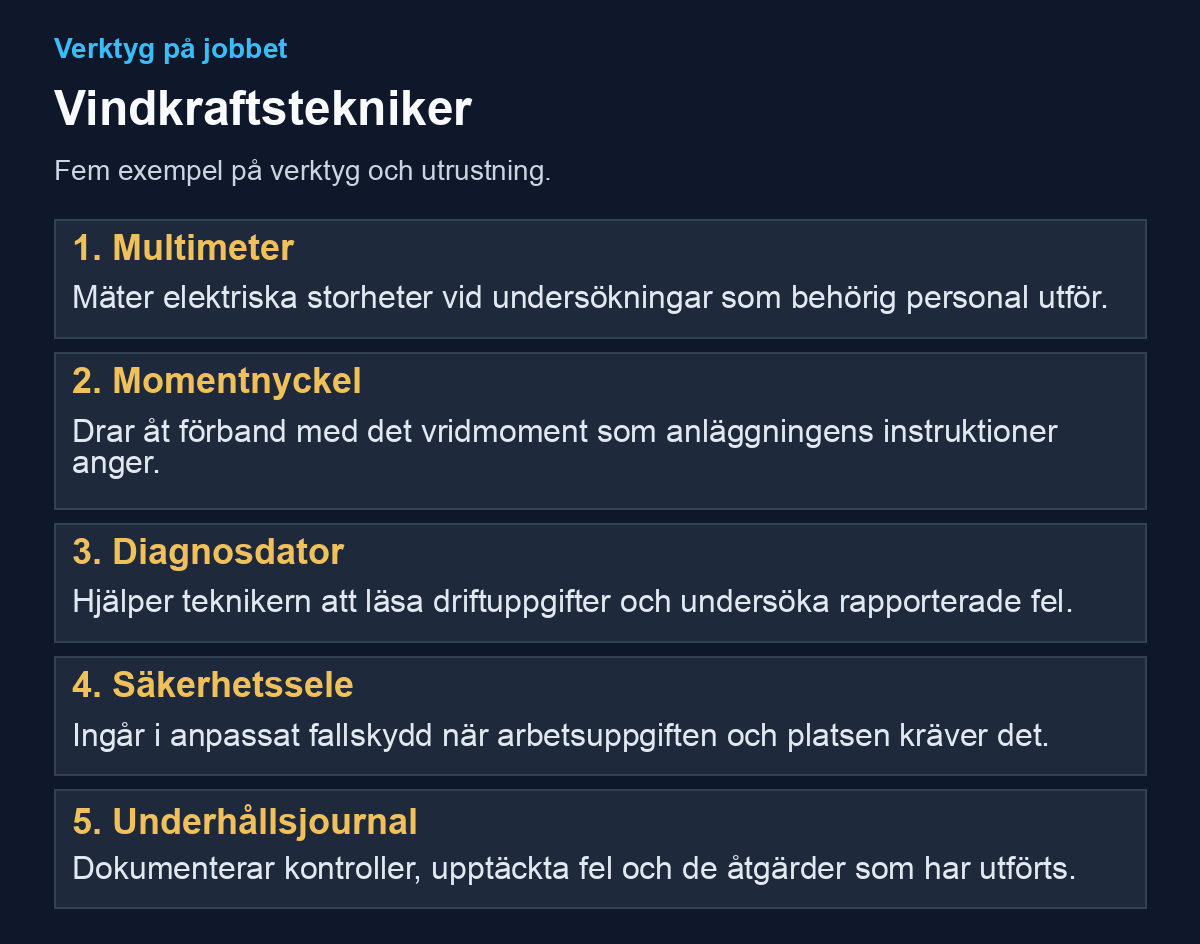 Verktyg på jobbet
Vindkraftstekniker
Fem exempel på verktyg och utrustning.
1. Multimeter
Mäter elektriska storheter vid undersökningar som behörig personal utför.
2. Momentnyckel
Drar åt förband med det vridmoment som anläggningens instruktioner
anger.
3. Diagnosdator
Hjälper teknikern att läsa driftuppgifter och undersöka rapporterade fel.
4. Säkerhetssele
Ingår i anpassat fallskydd när arbetsuppgiften och platsen kräver det.
5. Underhållsjournal
Dokumenterar kontroller, upptäckta fel och de åtgärder som har utförts.